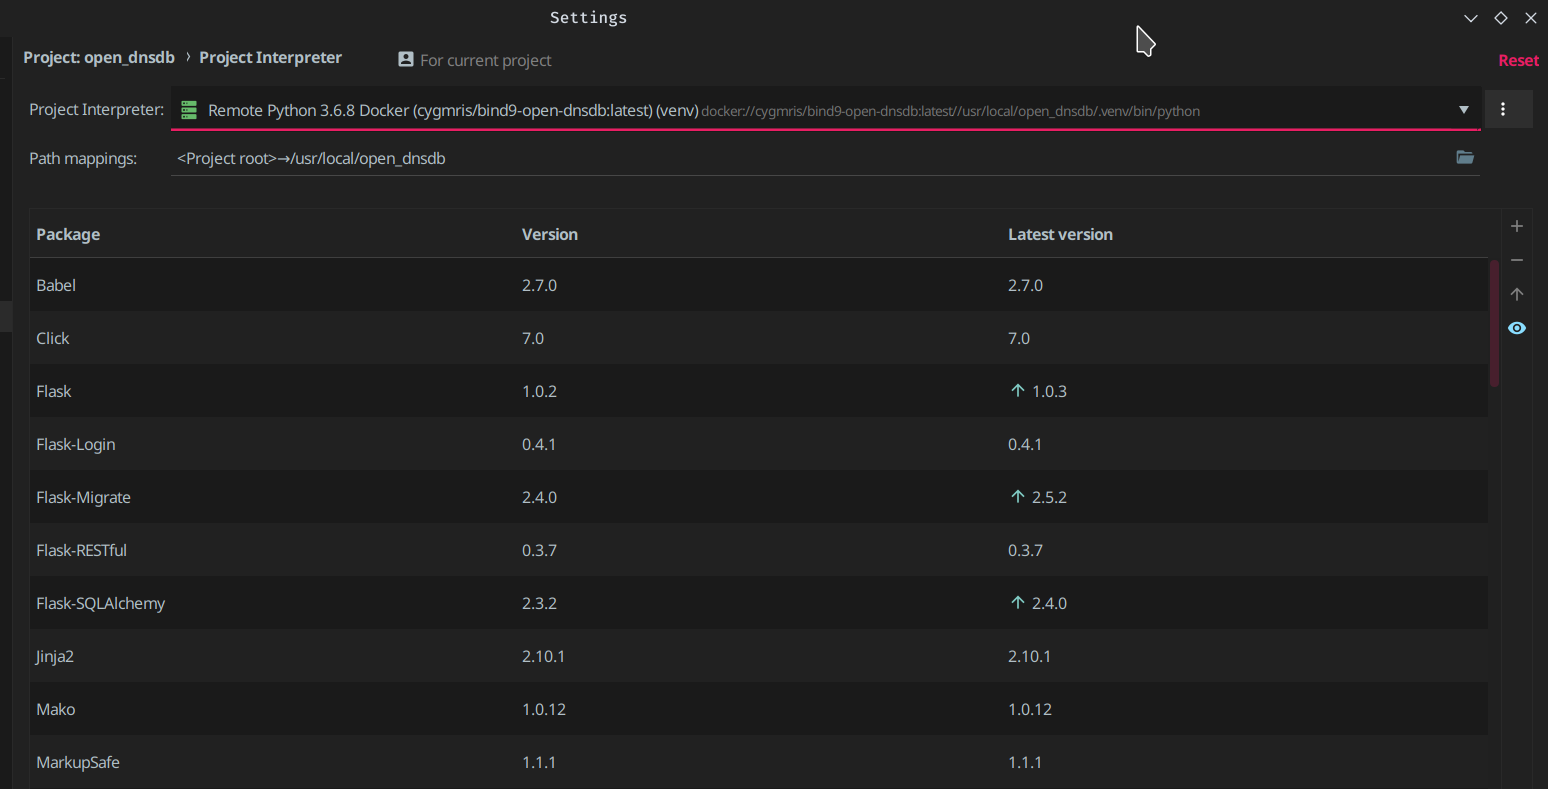 Settings
Project: open_dnsdb › Project Interpreter For current project Reset
Project Interpreter: Remote Python 3.6.8 Docker (cygmris/bind9-open-dnsdb:latest) (venv) docker://cygmris/bind9-open-dnsdb:latest//usr/local/open_dnsdb/.venv/bin/python
Path mappings: <Project root>→/usr/local/open_dnsdb
Package Version Latest version
Babel 2.7.0 2.7.0
Click 7.0 7.0
Flask 1.0.2 ↑ 1.0.3
Flask-Login 0.4.1 0.4.1
Flask-Migrate 2.4.0 ↑ 2.5.2
Flask-RESTful 0.3.7 0.3.7
Flask-SQLAlchemy 2.3.2 ↑ 2.4.0
Jinja2 2.10.1 2.10.1
Mako 1.0.12 1.0.12
MarkupSafe 1.1.1 1.1.1